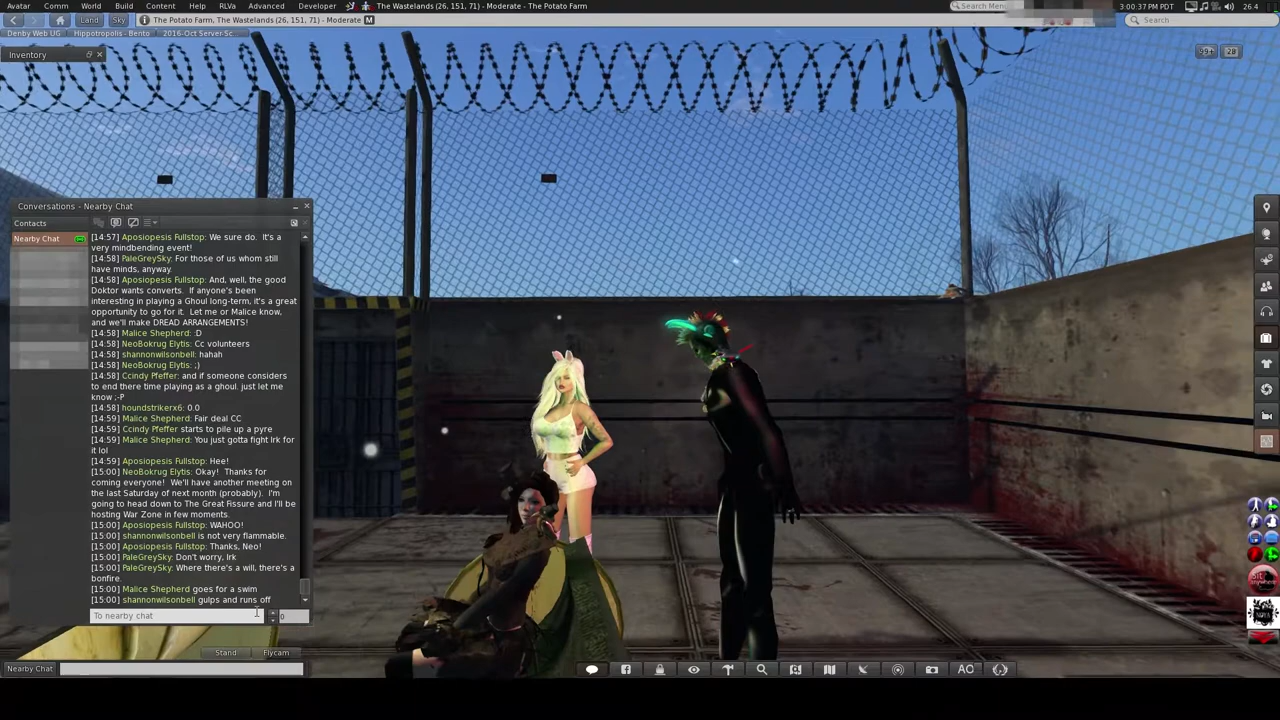 Avatar Comm World Build Content Help RLVa Advanced Developer The Wastelands (26, 151, 71) - Moderate - The Potato Farm Search Menu 3:00:37 PM PDT 26.4
Land Sky The Potato Farm, The Wastelands (26, 151, 71) - Moderate M Search
Denby Web UG Hippotropolis - Bento 2016-Oct Server-Sc...
Inventory
99+ 28
Conversations - Nearby Chat
Contacts
Nearby Chat
[14:57] Aposiopesis Fullstop: We sure do. It's a
very mindbending event!
[14:58] PaleGreySky: For those of us whom still
have minds, anyway.
[14:58] Aposiopesis Fullstop: And, well, the good
Doktor wants converts. If anyone's been
interesting in playing a Ghoul long-term, it's a great
opportunity to go for it. Let me or Malice know,
and we'll make DREAD ARRANGEMENTS!
[14:58] Malice Shepherd: :D
[14:58] NeoBokrug Elytis: Cc volunteers
[14:58] shannonwilsonbell: hahah
[14:58] NeoBokrug Elytis: ;)
[14:58] Ccindy Pfeffer: and if someone considers
to end there time playing as a ghoul. just let me
know ;-P
[14:58] houndstrikerx6: 0.0
[14:59] Malice Shepherd: Fair deal CC
[14:59] Ccindy Pfeffer starts to pile up a pyre
[14:59] Malice Shepherd: You just gotta fight Irk for
it lol
[14:59] Aposiopesis Fullstop: Hee!
[15:00] NeoBokrug Elytis: Okay! Thanks for
coming everyone! We'll have another meeting on
the last Saturday of next month (probably). I'm
going to head down to The Great Fissure and I'll be
hosting War Zone in few moments.
[15:00] Aposiopesis Fullstop: WAHOO!
[15:00] shannonwilsonbell is not very flammable.
[15:00] Aposiopesis Fullstop: Thanks, Neo!
[15:00] PaleGreySky: Don't worry, Irk
[15:00] PaleGreySky: Where there's a will, there's a
bonfire.
[15:00] Malice Shepherd goes for a swim
[15:00] shannonwilsonbell gulps and runs off
To nearby chat 0
Stand Flycam
Nearby Chat AO
Sit
anywhere